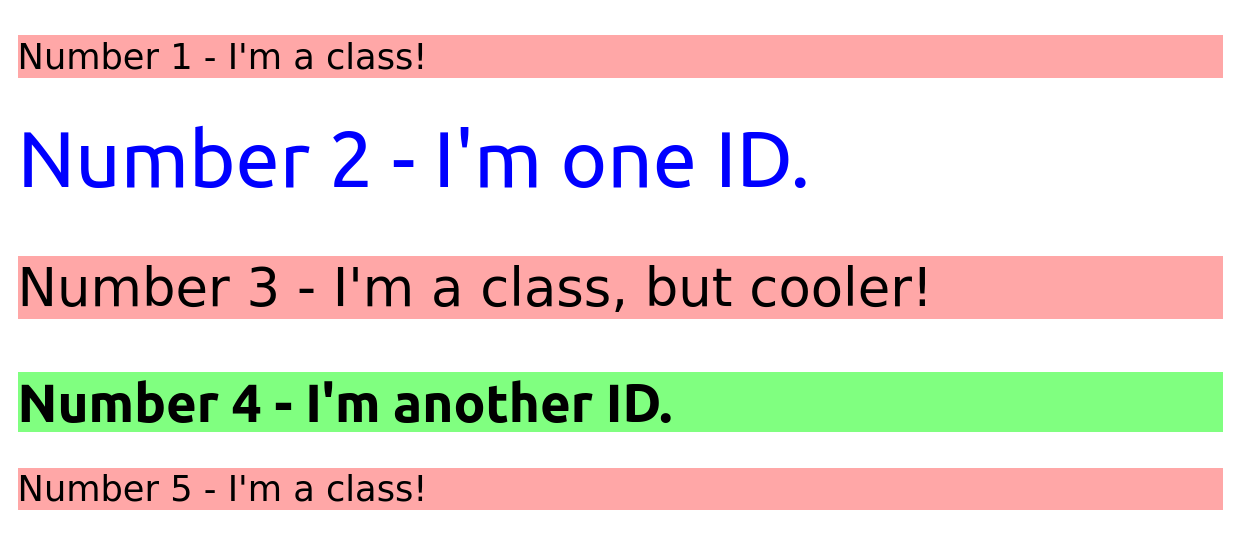 Number 1 - I'm a class!
Number 2 - I'm one ID.
Number 3 - I'm a class, but cooler!
Number 4 - I'm another ID.
Number 5 - I'm a class!